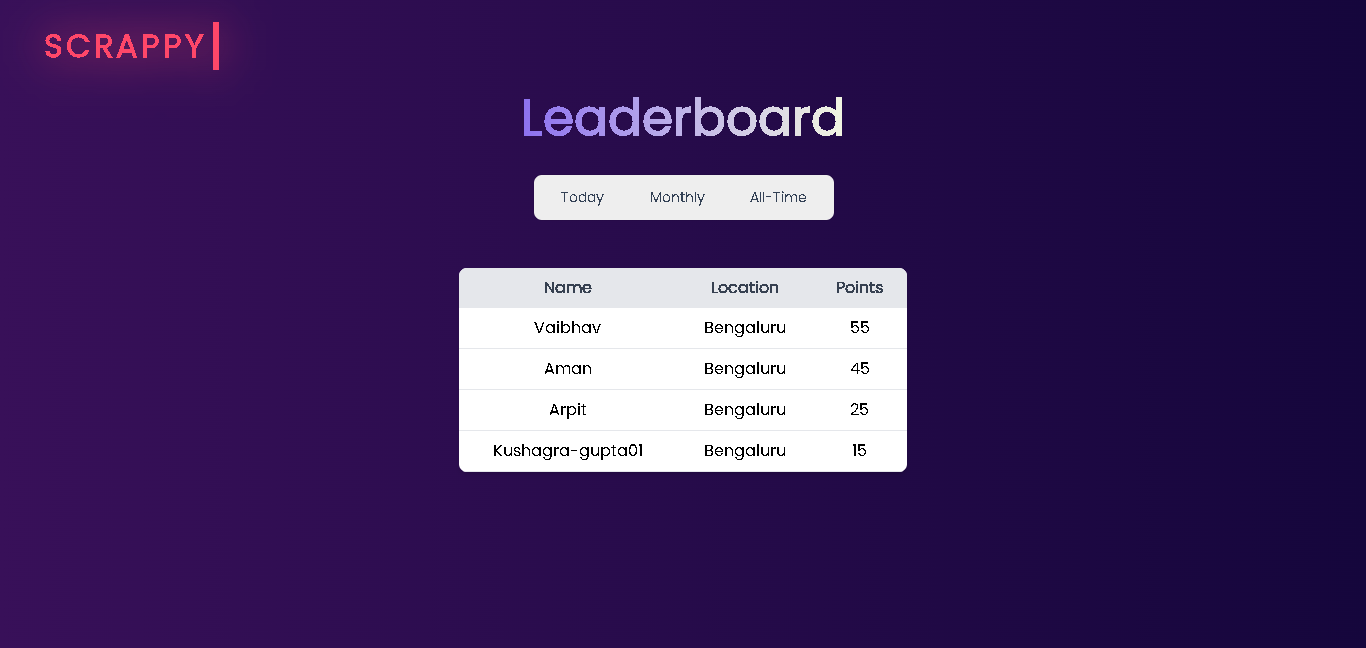 SCRAPPY
Leaderboard
Today Monthly All-Time
Name Location Points
Vaibhav Bengaluru 55
Aman Bengaluru 45
Arpit Bengaluru 25
Kushagra-gupta01 Bengaluru 15